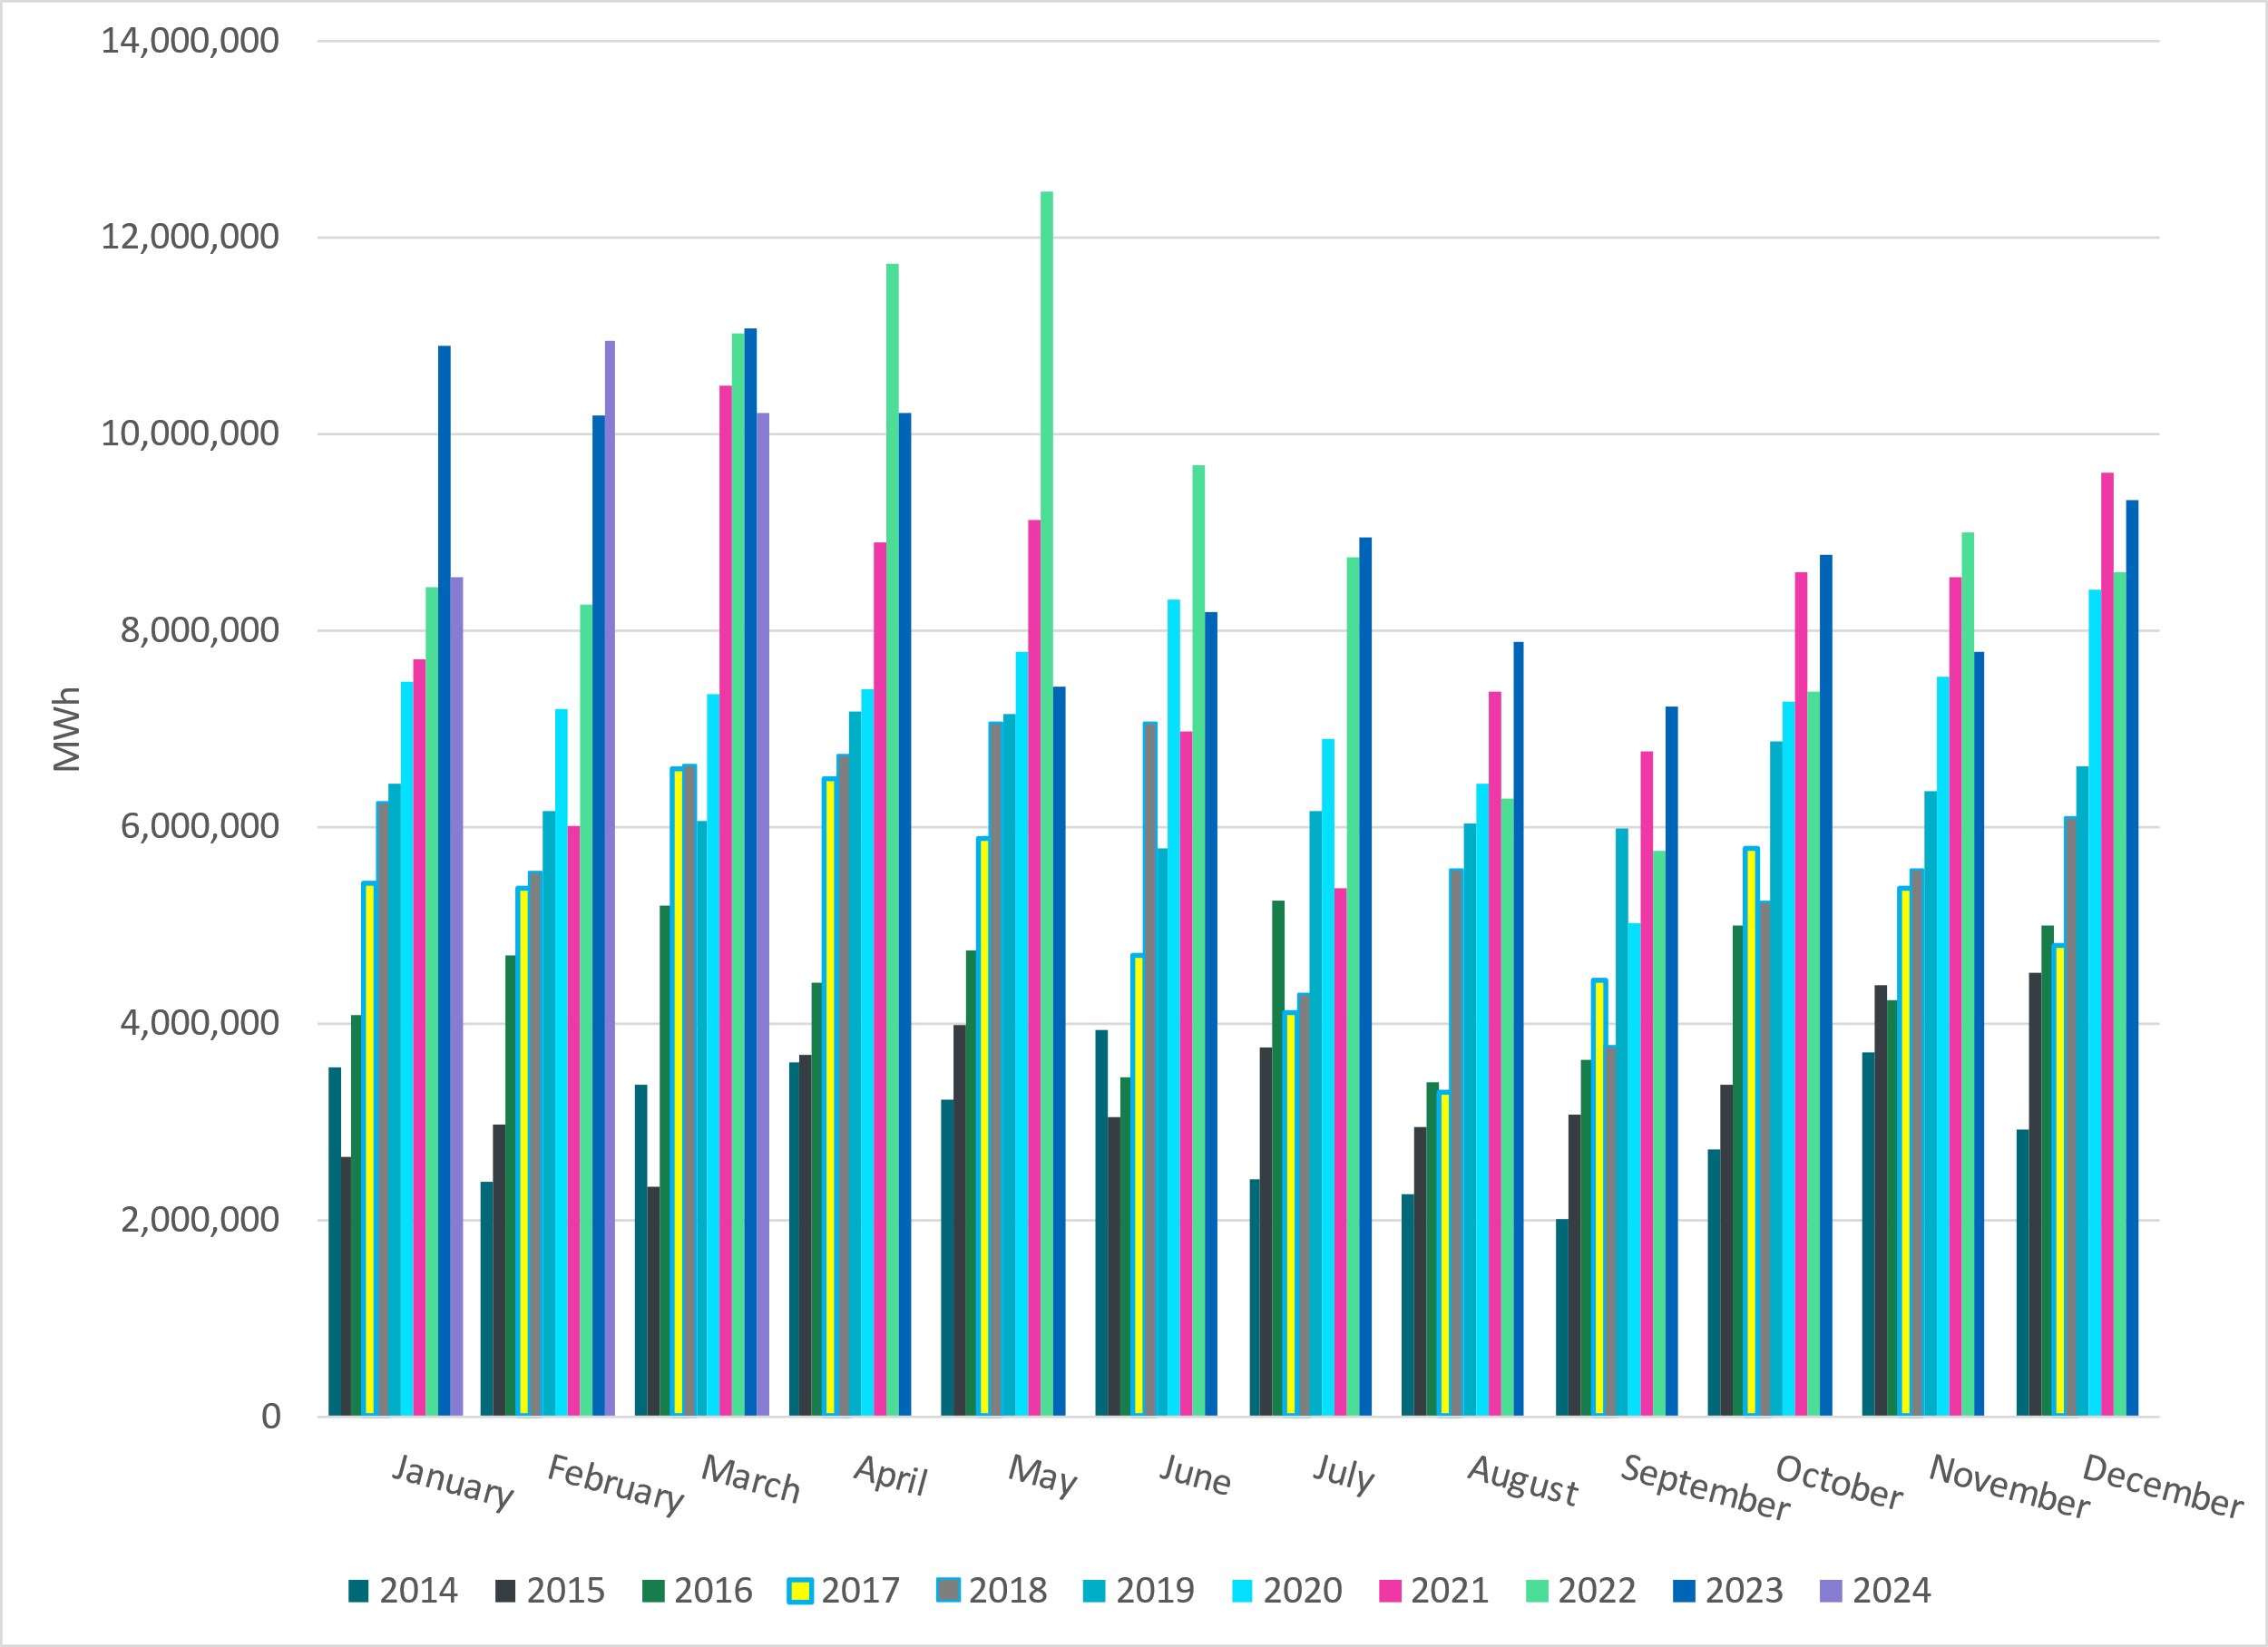 14,000,000
12,000,000
10,000,000
8,000,000
6,000,000
4,000,000
2,000,000
0
MWh
January February March April May June July August September October November December
2014 2015 2016 2017 2018 2019 2020 2021 2022 2023 2024